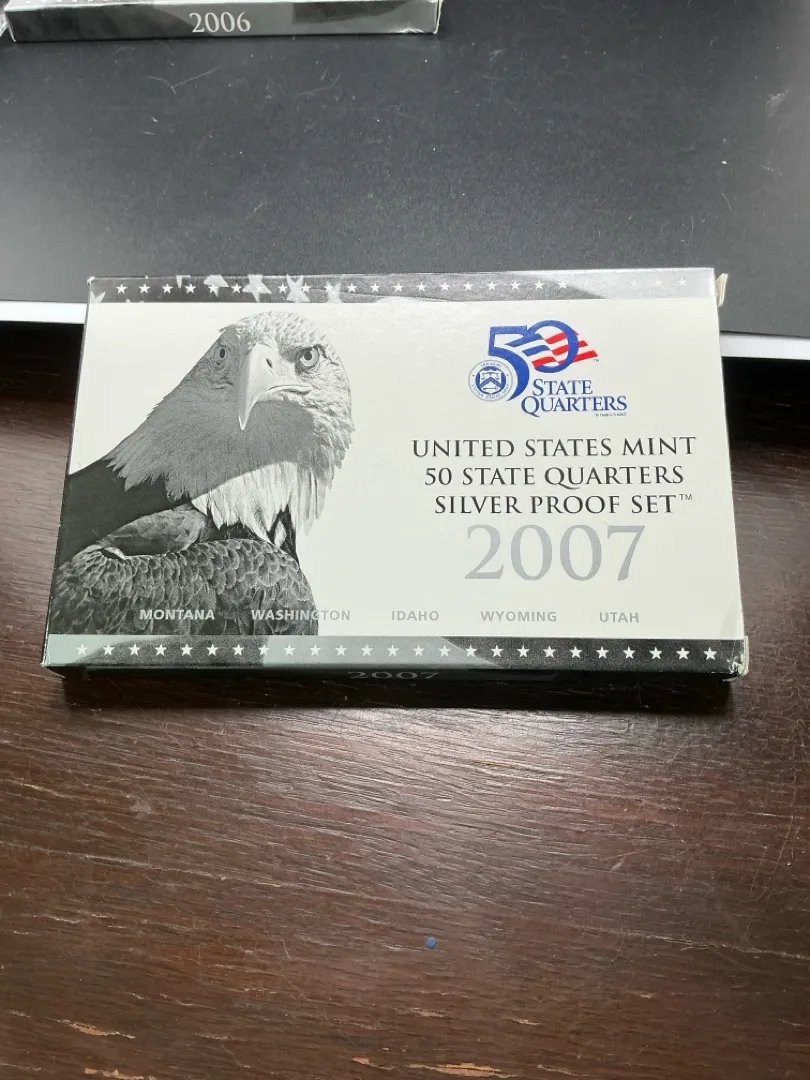 2006
50
STATE
QUARTERS
UNITED STATES MINT
50 STATE QUARTERS
SILVER PROOF SET™
2007
MONTANA WASHINGTON IDAHO WYOMING UTAH
2007